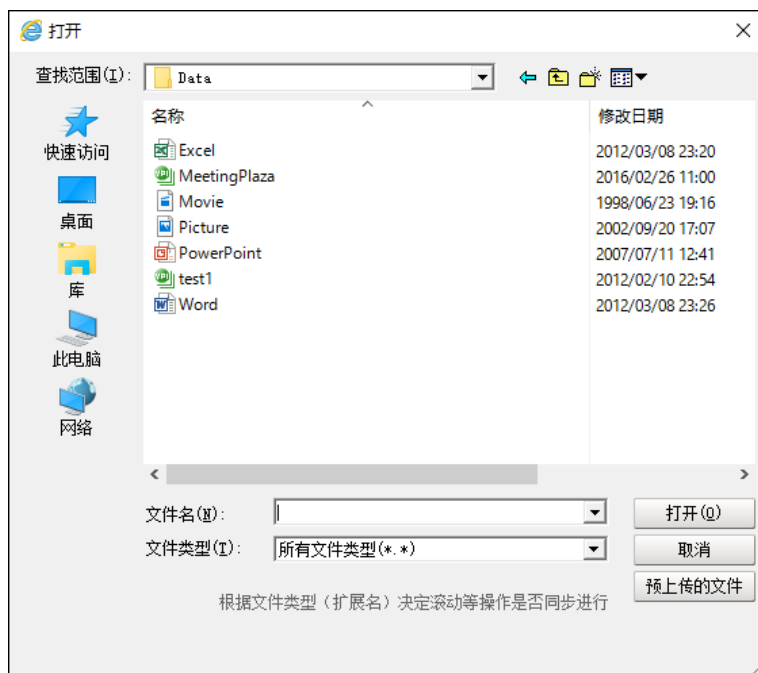 打开
查找范围(I): Data
快速访问
桌面
库
此电脑
网络
名称 修改日期
Excel 2012/03/08 23:20
MeetingPlaza 2016/02/26 11:00
Movie 1998/06/23 19:16
Picture 2002/09/20 17:07
PowerPoint 2007/07/11 12:41
test1 2012/02/10 22:54
Word 2012/03/08 23:26
文件名(N):
打开(O)
文件类型(T): 所有文件类型(*.*)
取消
预上传的文件
根据文件类型（扩展名）决定滚动等操作是否同步进行